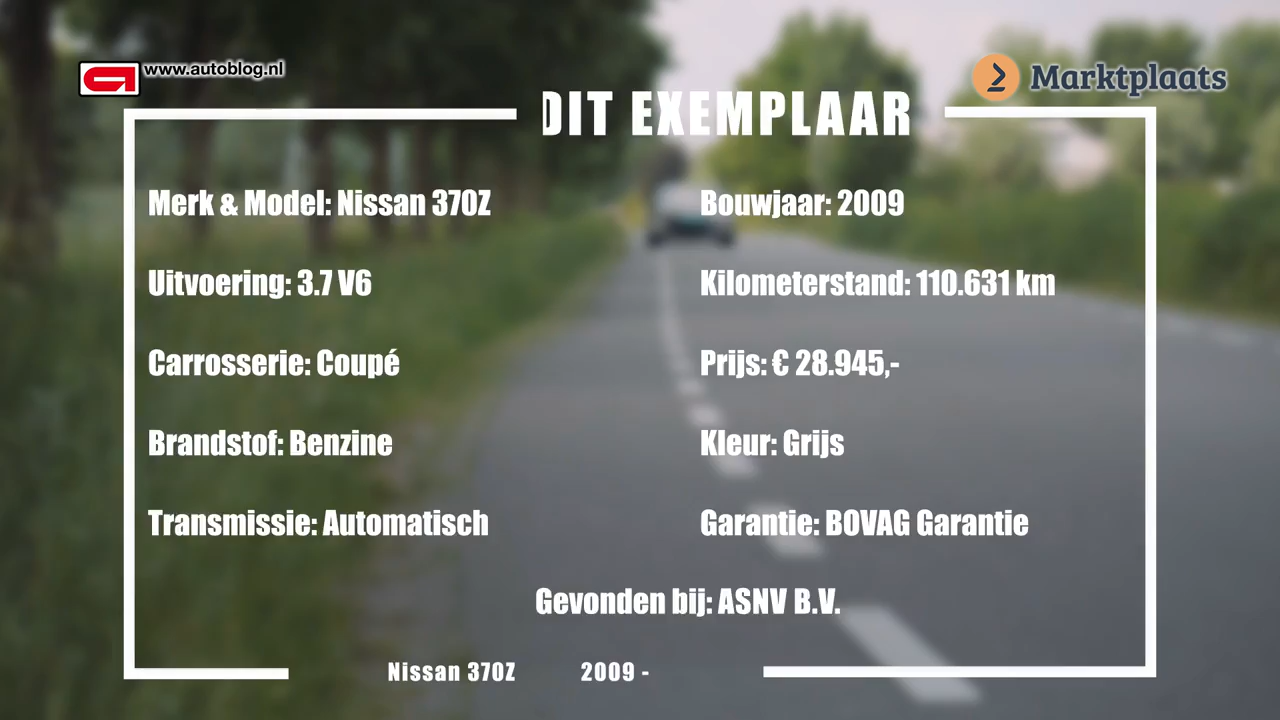 www.autoblog.nl
Marktplaats
DIT EXEMPLAAR
Merk & Model: Nissan 370Z
Bouwjaar: 2009
Uitvoering: 3.7 V6
Kilometerstand: 110.631 km
Carrosserie: Coupé
Prijs: € 28.945,-
Brandstof: Benzine
Kleur: Grijs
Transmissie: Automatisch
Garantie: BOVAG Garantie
Gevonden bij: ASNV B.V.
Nissan 370Z 2009 -